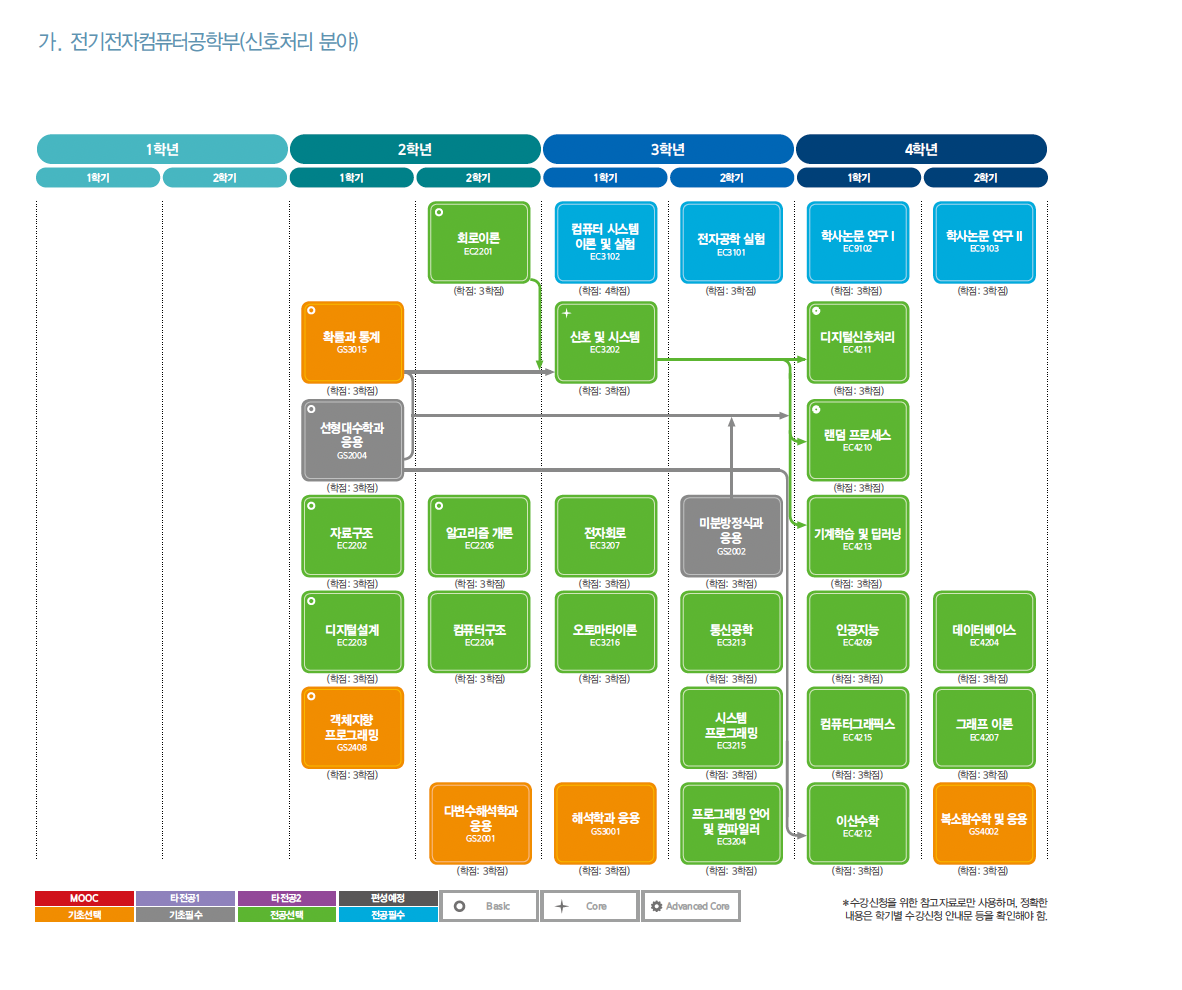 가. 전기전자컴퓨터공학부(신호처리 분야)
1학년
2학년
3학년
4학년
1학기
2학기
1학기
2학기
1학기
2학기
1학기
2학기
회로이론
EC2201
(학점: 3학점)
컴퓨터 시스템
이론 및 실험
EC3102
(학점: 4학점)
전자공학 실험
EC3101
(학점: 3학점)
학사논문 연구 I
EC9102
(학점: 3학점)
학사논문 연구 II
EC9103
(학점: 3학점)
확률과 통계
GS3015
(학점: 3학점)
신호 및 시스템
EC3202
(학점: 3학점)
디지털신호처리
EC4211
(학점: 3학점)
선형대수학과
응용
GS2004
(학점: 3학점)
랜덤 프로세스
EC4210
(학점: 3학점)
자료구조
EC2202
(학점: 3학점)
알고리즘 개론
EC2206
(학점: 3학점)
전자회로
EC3207
(학점: 3학점)
미분방정식과
응용
GS2002
(학점: 3학점)
기계학습 및 딥러닝
EC4213
(학점: 3학점)
디지털설계
EC2203
(학점: 3학점)
컴퓨터구조
EC2204
(학점: 3학점)
오토마타이론
EC3216
(학점: 3학점)
통신공학
EC3213
(학점: 3학점)
인공지능
EC4209
(학점: 3학점)
데이터베이스
EC4204
(학점: 3학점)
객체지향
프로그래밍
GS2408
(학점: 3학점)
시스템
프로그래밍
EC3215
(학점: 3학점)
컴퓨터그래픽스
EC4215
(학점: 3학점)
그래프 이론
EC4207
(학점: 3학점)
다변수해석학과
응용
GS2001
(학점: 3학점)
해석학과 응용
GS3001
(학점: 3학점)
프로그래밍 언어
및 컴파일러
EC3204
(학점: 3학점)
이산수학
EC4212
(학점: 3학점)
복소함수학 및 응용
GS4002
(학점: 3학점)
MOOC
타전공1
타전공2
편성예정
기초선택
기초필수
전공선택
전공필수
Basic
Core
Advanced Core
*수강신청을 위한 참고자료로만 사용하며, 정확한
내용은 학기별 수강신청 안내문 등을 확인해야 함.